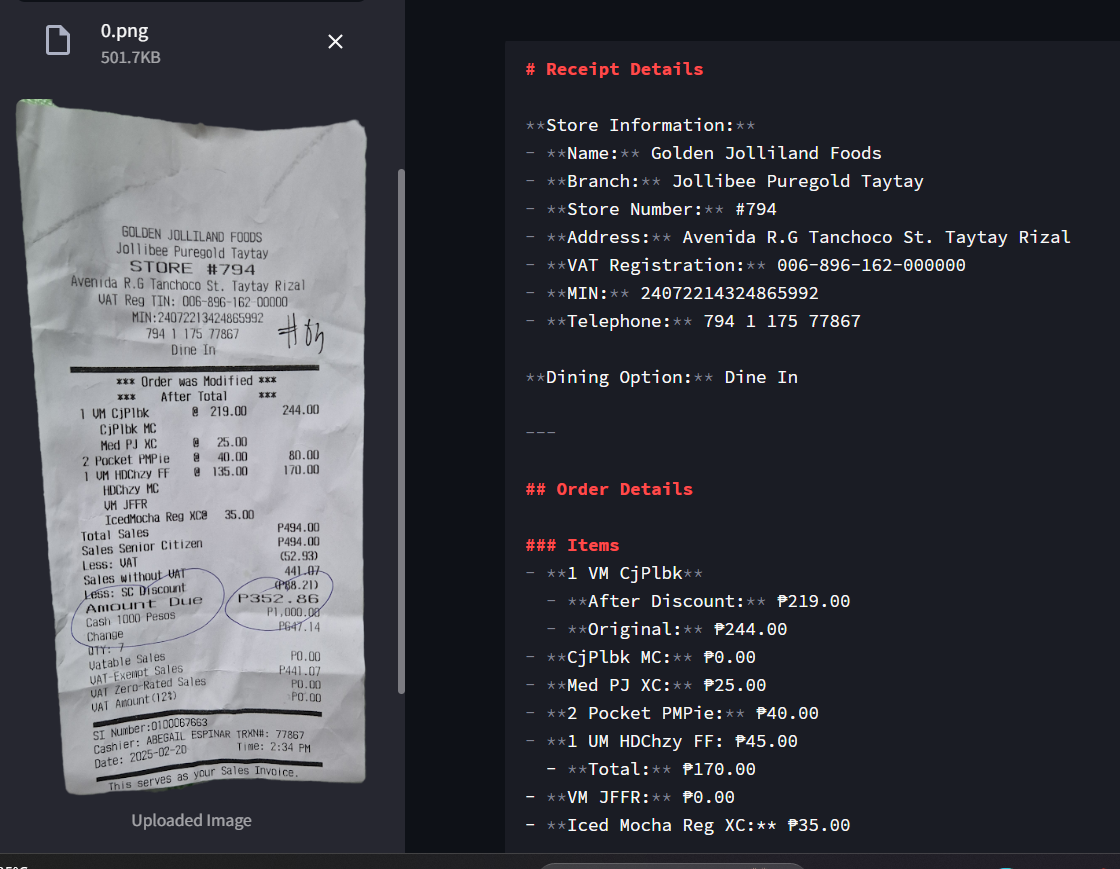 0.png
501.7KB
GOLDEN JOLLILAND FOODS
Jollibee Puregold Taytay
STORE #794
Avenida R.G Tanchoco St. Taytay Rizal
VAT Reg TIN: 006-896-162-00000
MIN:24072213424865992
794 1 175 77867
#83
Dine In
*** Order was Modified ***
*** After Total ***
1 VM CjPlbk @ 219.00 244.00
CjPlbk MC
Med PJ XC @ 25.00
2 Pocket PMPie @ 40.00 80.00
1 VM HDChzy FF @ 135.00 170.00
HDChzy MC
VM JFFR
IcedMocha Reg XC@ 35.00
Total Sales P494.00
Sales Senior Citizen P494.00
Less: VAT (52.93)
Sales without VAT 441.07
Less: SC Discount (P88.21)
Amount Due P352.86
Cash 1000 Pesos P1,000.00
Change P647.14
QTY: 7
Vatable Sales P0.00
VAT-Exempt Sales P441.07
VAT Zero-Rated Sales P0.00
VAT Amount(12%) P0.00
SI Number:0100067663
Cashier: ABEGAIL ESPINAR TRXN#: 77867
Date: 2025-02-20 Time: 2:34 PM
This serves as your Sales Invoice.
Uploaded Image
# Receipt Details
**Store Information:**
- **Name:** Golden Jolliland Foods
- **Branch:** Jollibee Puregold Taytay
- **Store Number:** #794
- **Address:** Avenida R.G Tanchoco St. Taytay Rizal
- **VAT Registration:** 006-896-162-000000
- **MIN:** 24072214324865992
- **Telephone:** 794 1 175 77867
**Dining Option:** Dine In
---
## Order Details
### Items
- **1 VM CjPlbk**
- **After Discount:** ₱219.00
- **Original:** ₱244.00
- **CjPlbk MC:** ₱0.00
- **Med PJ XC:** ₱25.00
- **2 Pocket PMPie:** ₱40.00
- **1 UM HDChzy FF: ₱45.00
- **Total:** ₱170.00
- **VM JFFR:** ₱0.00
- **Iced Mocha Reg XC:** ₱35.00